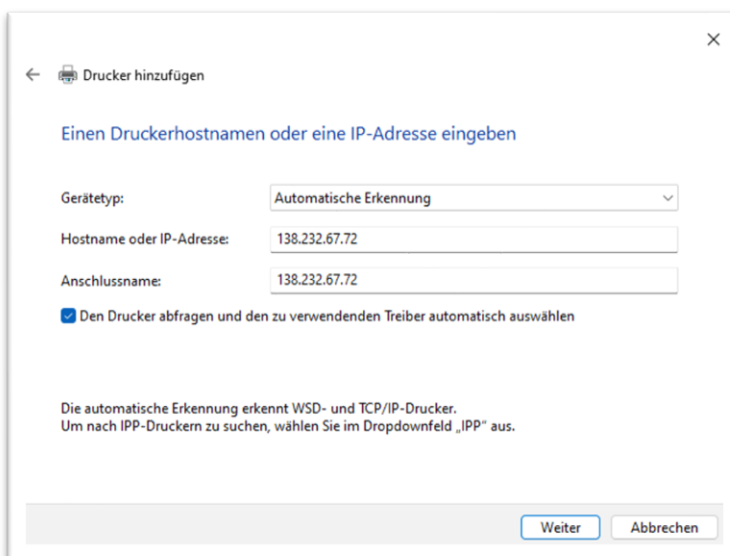 Drucker hinzufügen
Einen Druckerhostnamen oder eine IP-Adresse eingeben
Gerätetyp: Automatische Erkennung
Hostname oder IP-Adresse: 138.232.67.72
Anschlussname: 138.232.67.72
Den Drucker abfragen und den zu verwendenden Treiber automatisch auswählen
Die automatische Erkennung erkennt WSD- und TCP/IP-Drucker.
Um nach IPP-Druckern zu suchen, wählen Sie im Dropdownfeld „IPP" aus.
Weiter Abbrechen